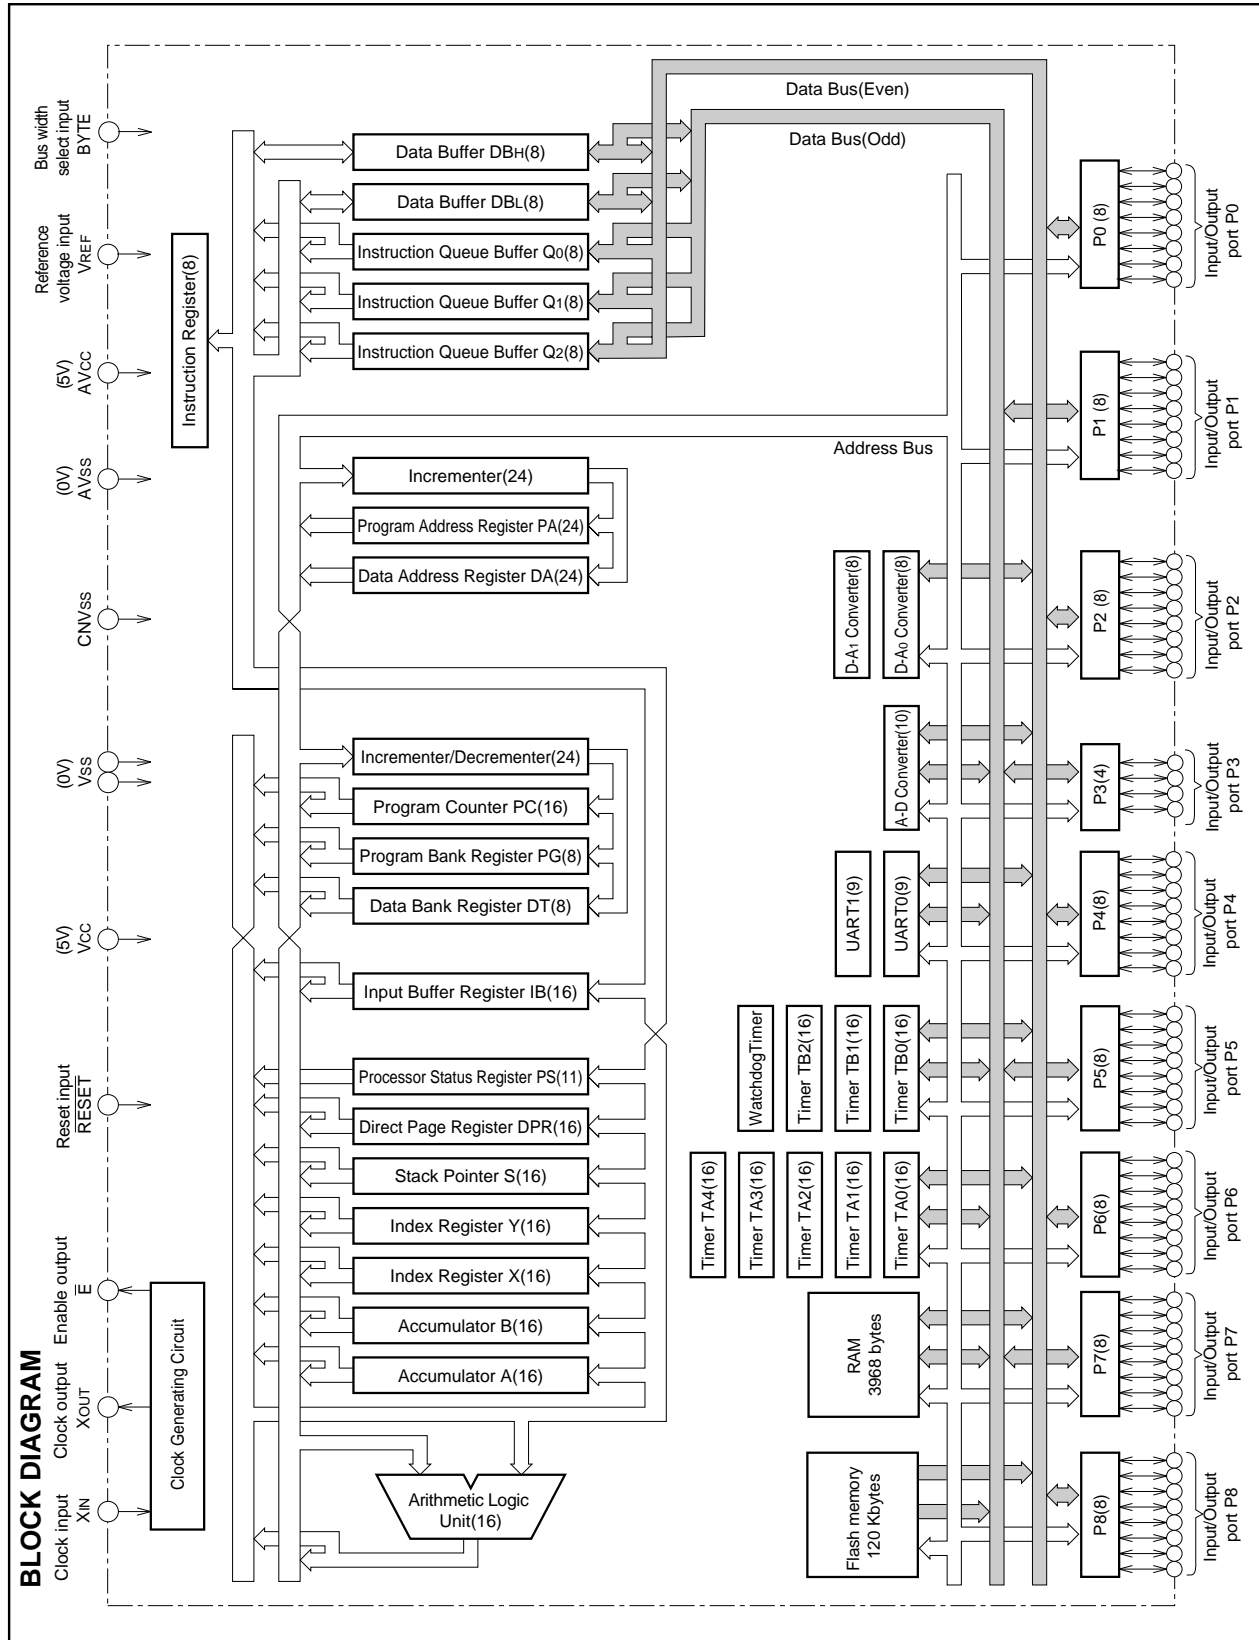 BLOCK DIAGRAM
Clock input
XIN
Clock output
XOUT
Enable output
E
Reset input
RESET
(5V)
VCC
(0V)
VSS
CNVSS
(0V)
AVSS
(5V)
AVCC
Reference
voltage input
VREF
Bus width
select input
BYTE
Clock Generating Circuit
Instruction Register(8)
Data Buffer DBH(8)
Data Buffer DBL(8)
Instruction Queue Buffer Q0(8)
Instruction Queue Buffer Q1(8)
Instruction Queue Buffer Q2(8)
Incrementer(24)
Program Address Register PA(24)
Data Address Register DA(24)
Incrementer/Decrementer(24)
Program Counter PC(16)
Program Bank Register PG(8)
Data Bank Register DT(8)
Input Buffer Register IB(16)
Processor Status Register PS(11)
Direct Page Register DPR(16)
Stack Pointer S(16)
Index Register Y(16)
Index Register X(16)
Accumulator B(16)
Accumulator A(16)
Arithmetic Logic
Unit(16)
Data Bus(Even)
Data Bus(Odd)
Address Bus
D-A1 Converter(8)
D-A0 Converter(8)
A-D Converter(10)
UART1(9)
UART0(9)
WatchdogTimer
Timer TB2(16)
Timer TB1(16)
Timer TB0(16)
Timer TA4(16)
Timer TA3(16)
Timer TA2(16)
Timer TA1(16)
Timer TA0(16)
RAM
3968 bytes
Flash memory
120 Kbytes
P0 (8)
P1 (8)
P2 (8)
P3(4)
P4(8)
P5(8)
P6(8)
P7(8)
P8(8)
Input/Output
port P0
Input/Output
port P1
Input/Output
port P2
Input/Output
port P3
Input/Output
port P4
Input/Output
port P5
Input/Output
port P6
Input/Output
port P7
Input/Output
port P8